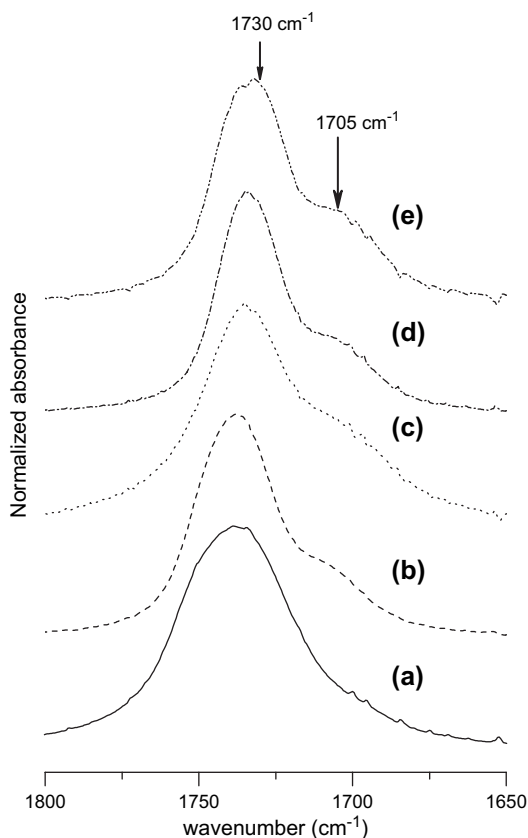 1730 cm⁻¹
1705 cm⁻¹
(e)
(d)
(c)
(b)
(a)
Normalized absorbance
1800 1750 1700 1650
wavenumber (cm⁻¹)